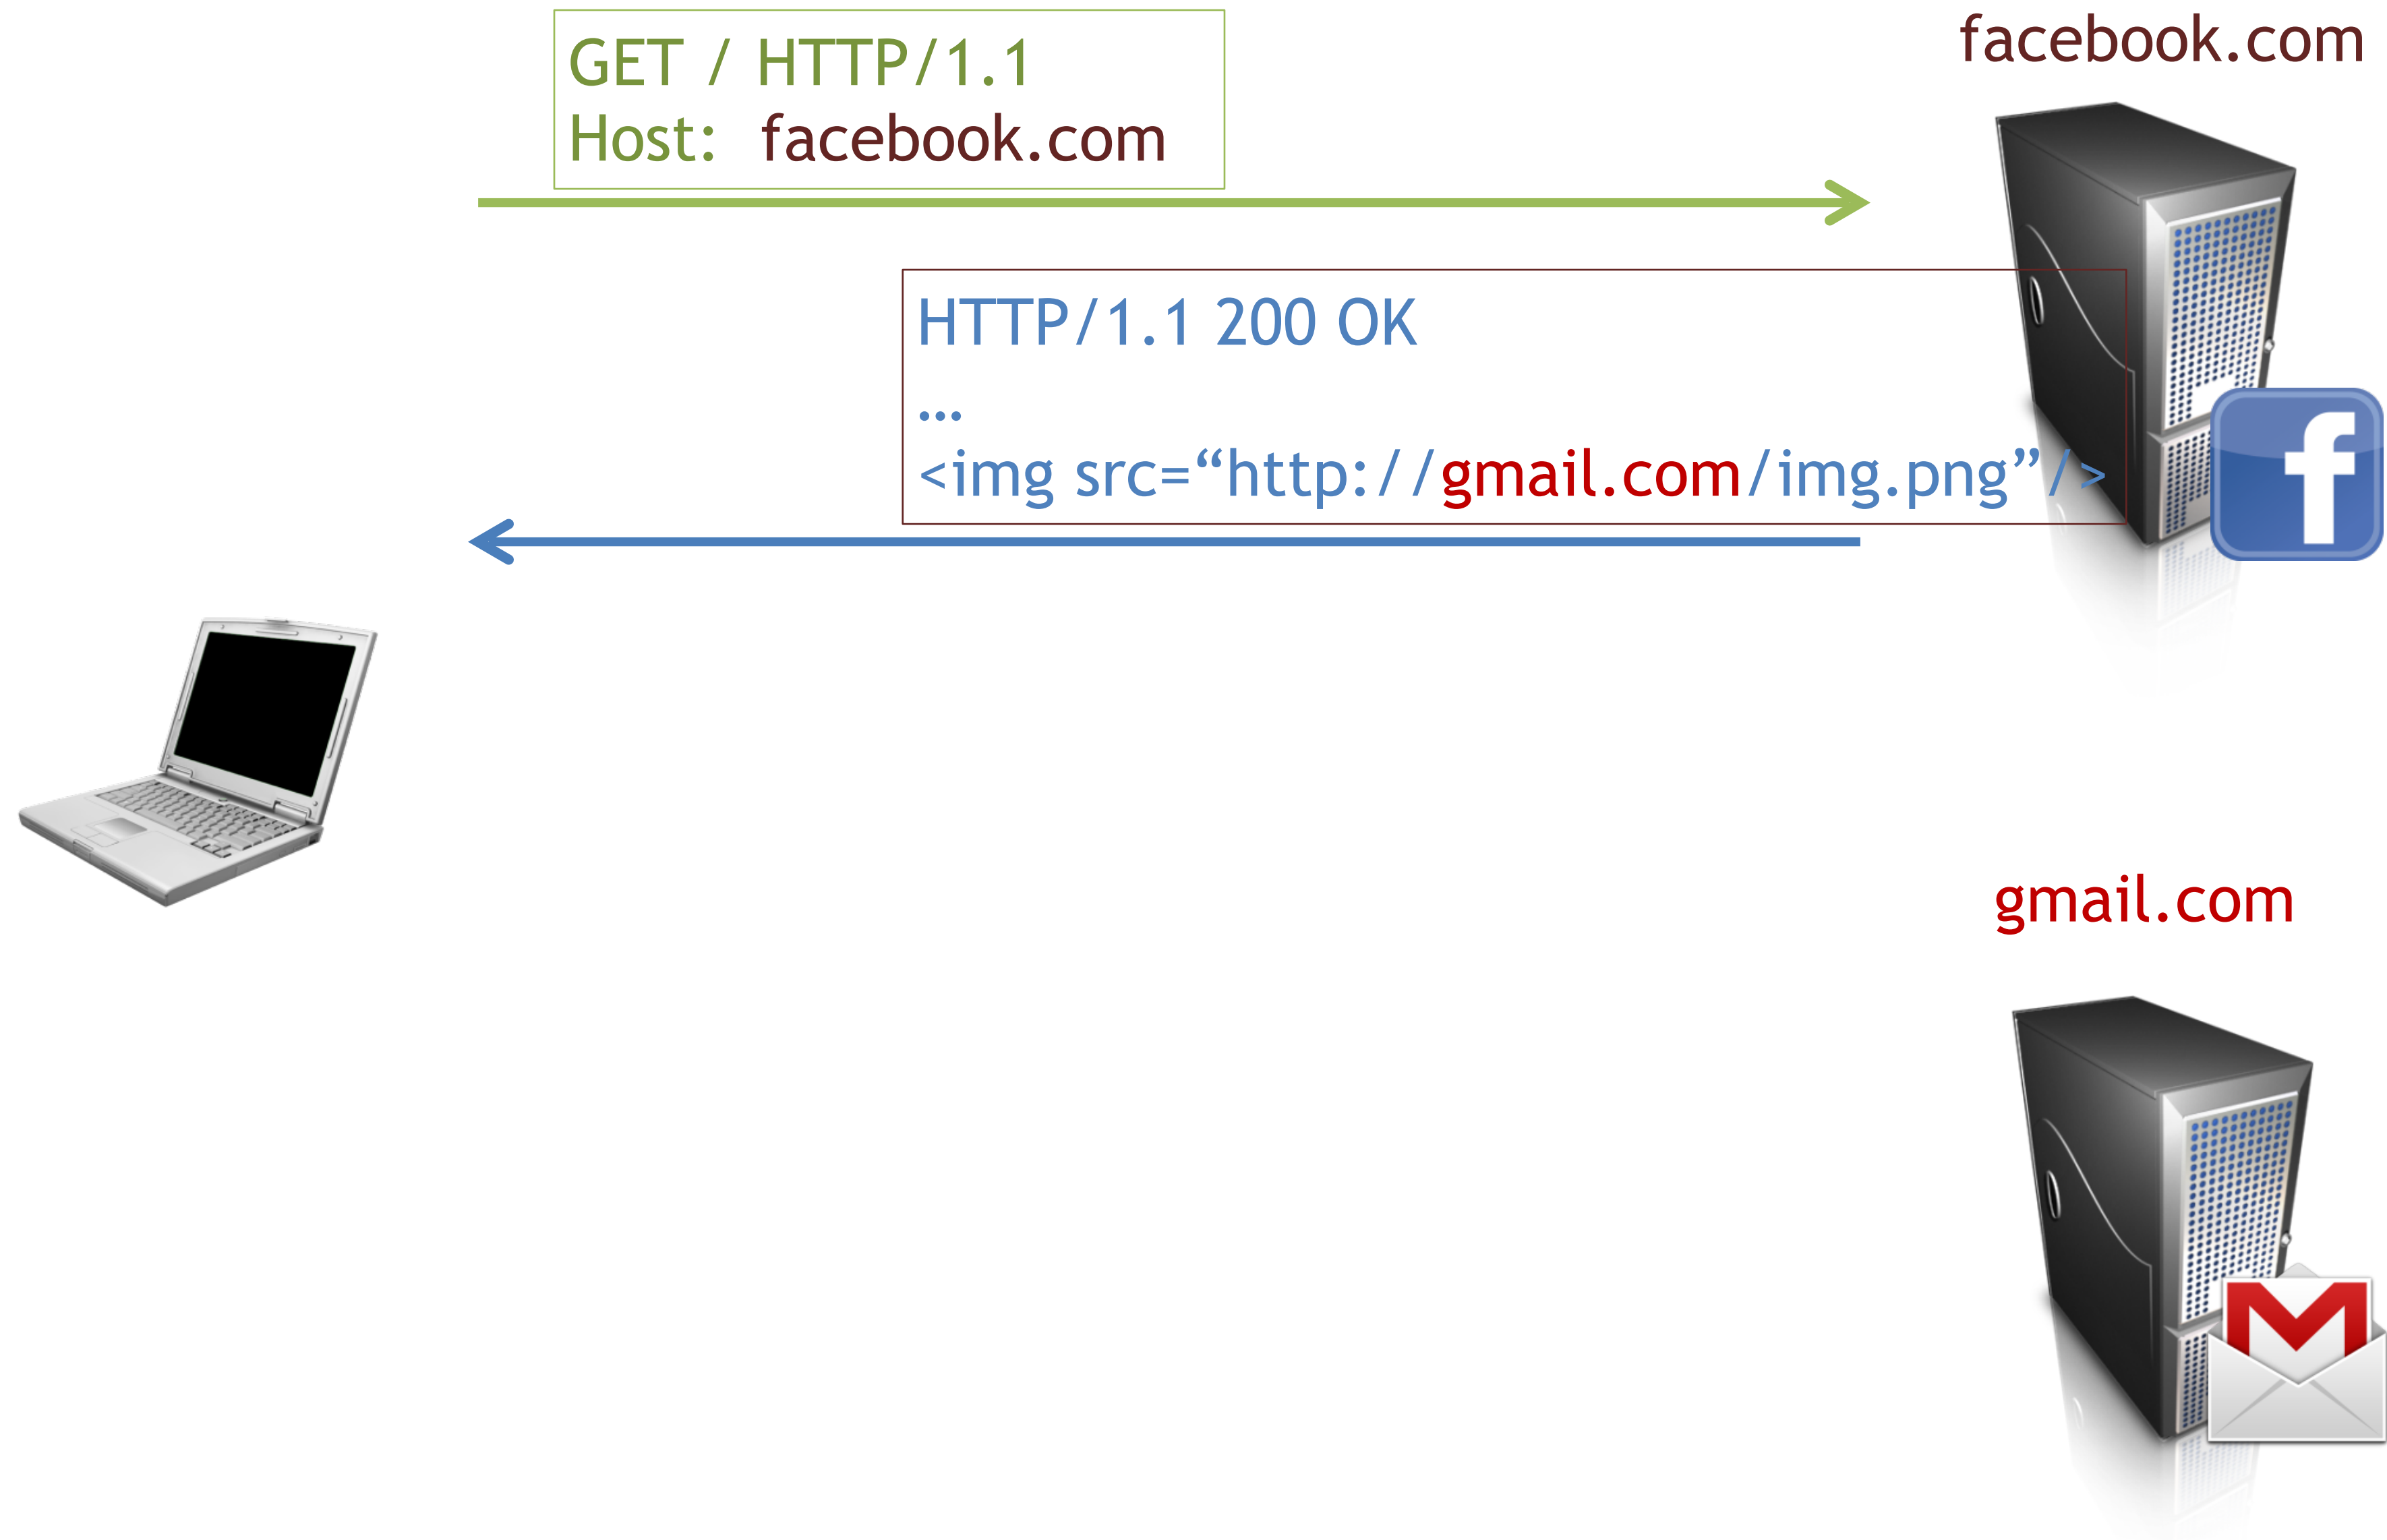 facebook.com
GET / HTTP/1.1
Host: facebook.com
HTTP/1.1 200 OK
…
<img src=“http://gmail.com/img.png”/>
gmail.com